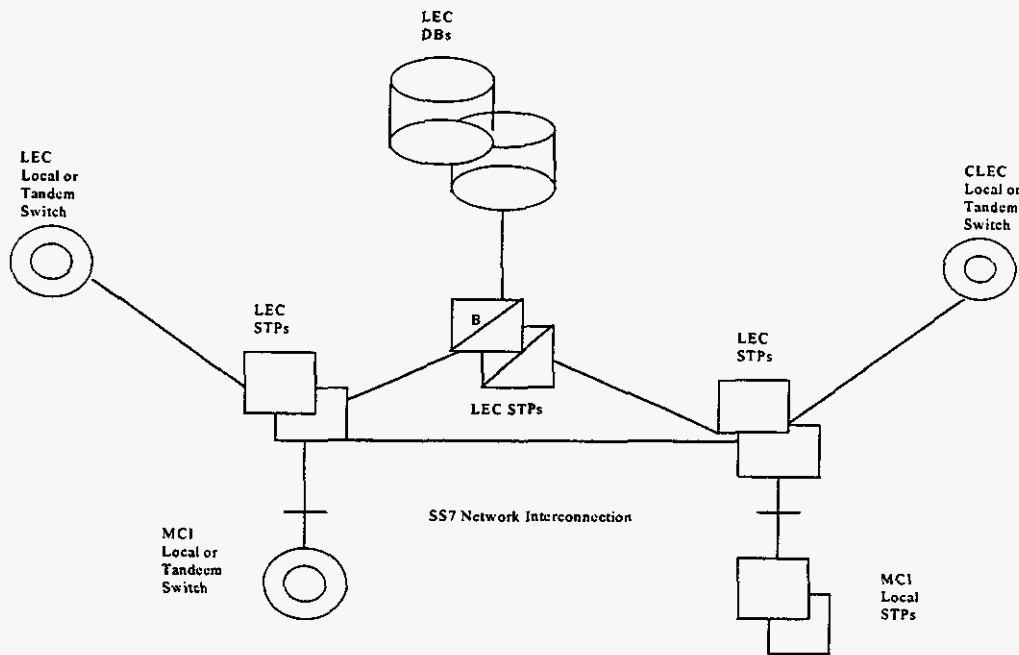 LEC
DBs
LEC
Local or
Tandem
Switch
CLEC
Local or
Tandem
Switch
LEC
STPs
B
LEC STPs
LEC
STPs
SS7 Network Interconnection
MCI
Local or
Tandeem
Switch
MCI
Local
STPs